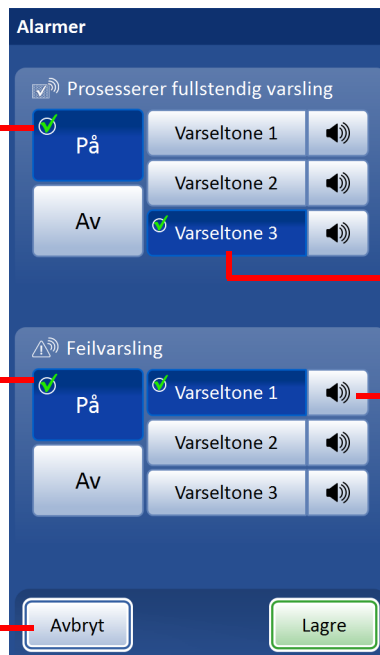 Alarmer
Prosesserer fullstendig varsling
På
Varseltone 1
Varseltone 2
Av
Varseltone 3
Feilvarsling
På
Varseltone 1
Varseltone 2
Av
Varseltone 3
Avbryt
Lagre